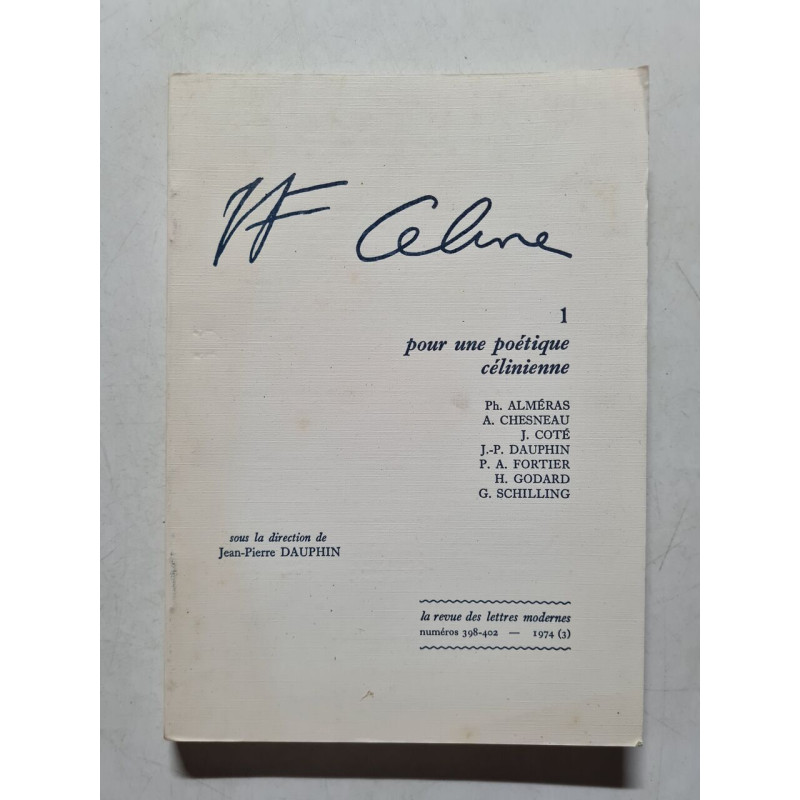 LF Celine
1
pour une poétique
célinienne
Ph. ALMÉRAS
A. CHESNEAU
J. COTÉ
J.-P. DAUPHIN
P. A. FORTIER
H. GODARD
G. SCHILLING
sous la direction de
Jean-Pierre DAUPHIN
la revue des lettres modernes
numéros 398-402 — 1974 (3)